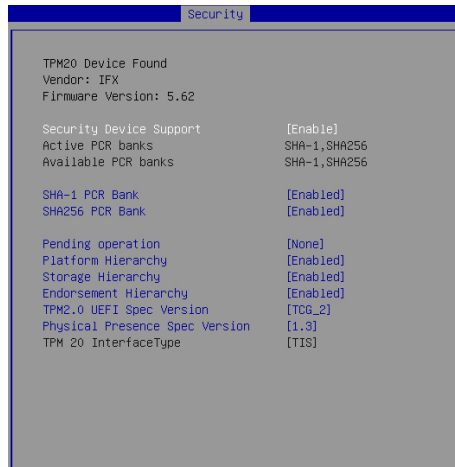 Security
TPM20 Device Found
Vendor: IFX
Firmware Version: 5.62
Security Device Support [Enable]
Active PCR banks SHA-1,SHA256
Available PCR banks SHA-1,SHA256
SHA-1 PCR Bank [Enabled]
SHA256 PCR Bank [Enabled]
Pending operation [None]
Platform Hierarchy [Enabled]
Storage Hierarchy [Enabled]
Endorsement Hierarchy [Enabled]
TPM2.0 UEFI Spec Version [TCG_2]
Physical Presence Spec Version [1.3]
TPM 20 InterfaceType [TIS]